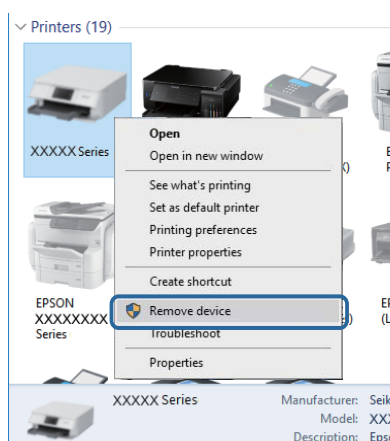 Printers (19)
XXXXX Series
Open
Open in new window
See what's printing
Set as default printer
Printing preferences
Printer properties
Create shortcut
Remove device
Troubleshoot
Properties
EPSON
XXXXXXXX
Series
XXXXX Series
Manufacturer:
Model:
Description: